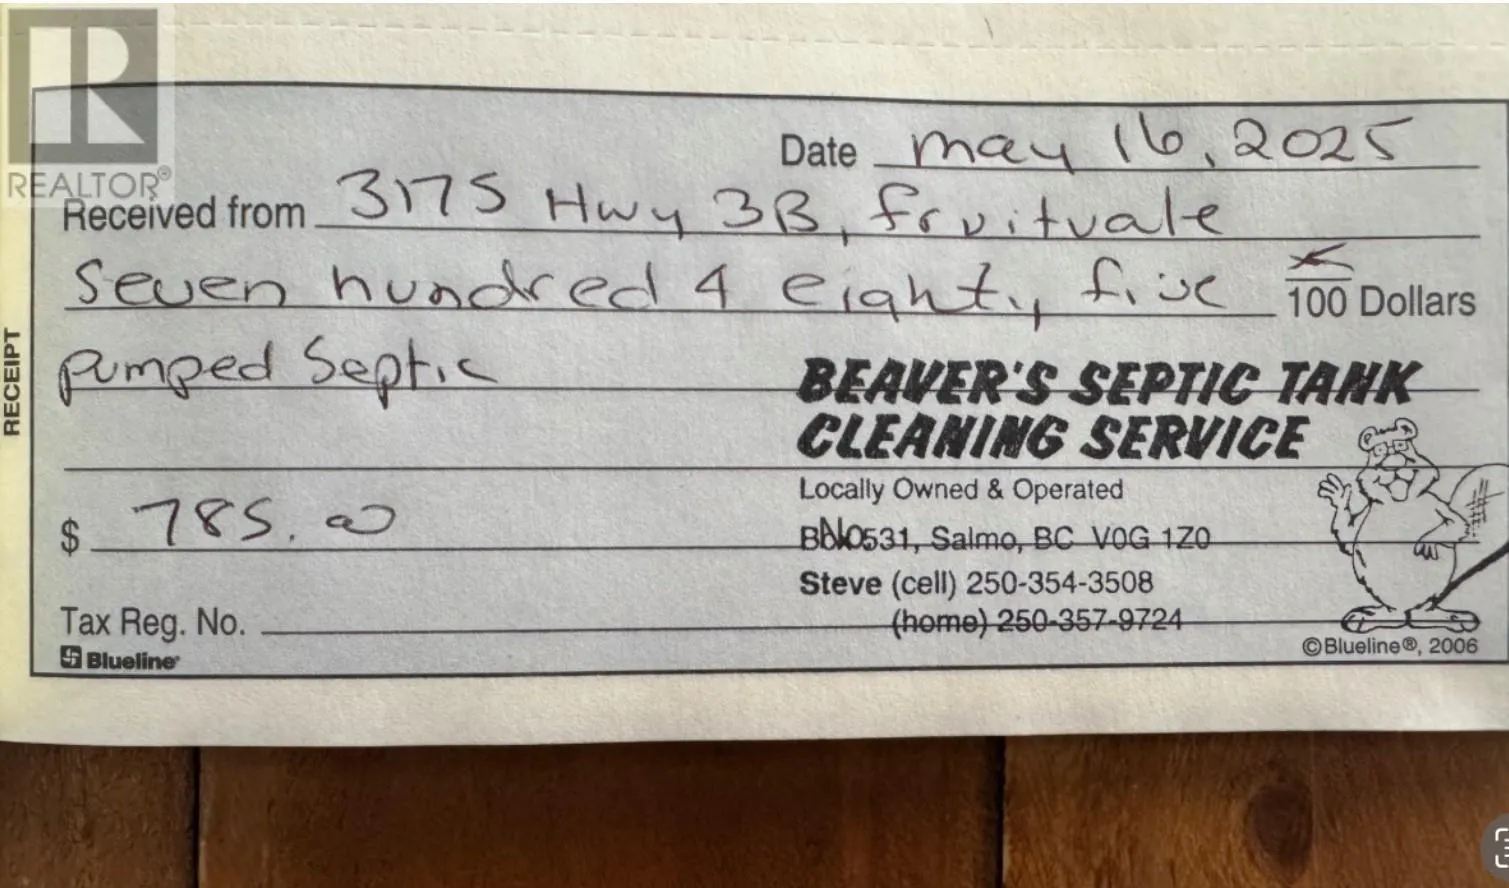 REALTOR®
Date may 16, 2025
Received from 3175 Hwy 3B, fruitvale
seven hundred & eighty five x/100 Dollars
pumped Septic
RECEIPT
BEAVER'S SEPTIC TANK
CLEANING SERVICE
Locally Owned & Operated
531, Salmo, BC V0G 1Z0
$ 785.00
Steve (cell) 250-354-3508
(home) 250-357-9724
Tax Reg. No.
Blueline®
©Blueline®, 2006